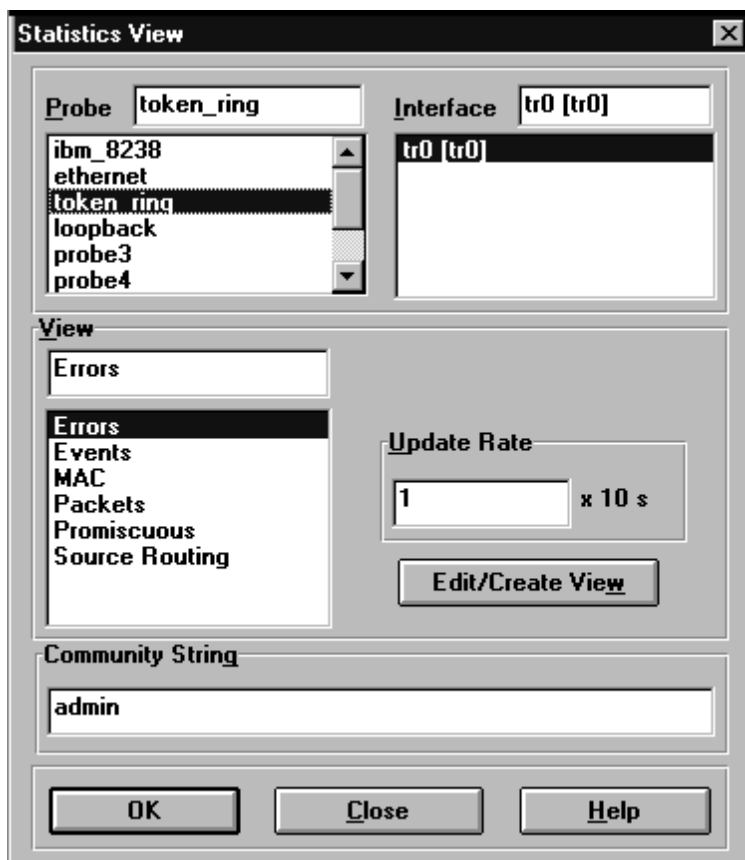 Statistics View
Probe token_ring
Interface tr0 [tr0]
ibm_8238
ethernet
token_ring
loopback
probe3
probe4
tr0 [tr0]
View
Errors
Errors
Events
MAC
Packets
Promiscuous
Source Routing
Update Rate
1 x 10 s
Edit/Create View
Community String
admin
OK Close Help